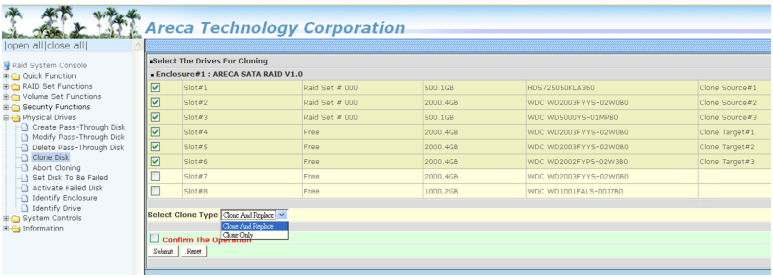 Areca Technology Corporation
|open all|close all|
Raid System Console
Quick Function
RAID Set Functions
Volume Set Functions
Security Functions
Physical Drives
Create Pass-Through Disk
Modify Pass-Through Disk
Delete Pass-Through Disk
Clone Disk
Abort Cloning
Set Disk To Be Failed
Activate Failed Disk
Identify Enclosure
Identify Drive
System Controls
Information
Select The Drives For Cloning
Enclosure#1 : ARECA SATA RAID V1.0
Slot#1 Raid Set # 000 500.1GB HDS725050KLA360 Clone Source#1
Slot#2 Raid Set # 000 2000.4GB WDC WD2003FYYS-02W0B0 Clone Source#2
Slot#3 Raid Set # 000 500.1GB WDC WD5000YS-01MPB0 Clone Source#3
Slot#4 Free 2000.4GB WDC WD2003FYYS-02W0B0 Clone Target#1
Slot#5 Free 2000.4GB WDC WD2003FYYS-02W0B0 Clone Target#2
Slot#6 Free 2000.4GB WDC WD2002FYPS-02W3B0 Clone Target#3
Slot#7 Free 2000.4GB WDC WD2003FYYS-02W0B0
Slot#8 Free 1000.2GB WDC
Select Clone Type Clone And Replace
Clone And Replace
Clone Only
Confirm The Operation
Submit Reset